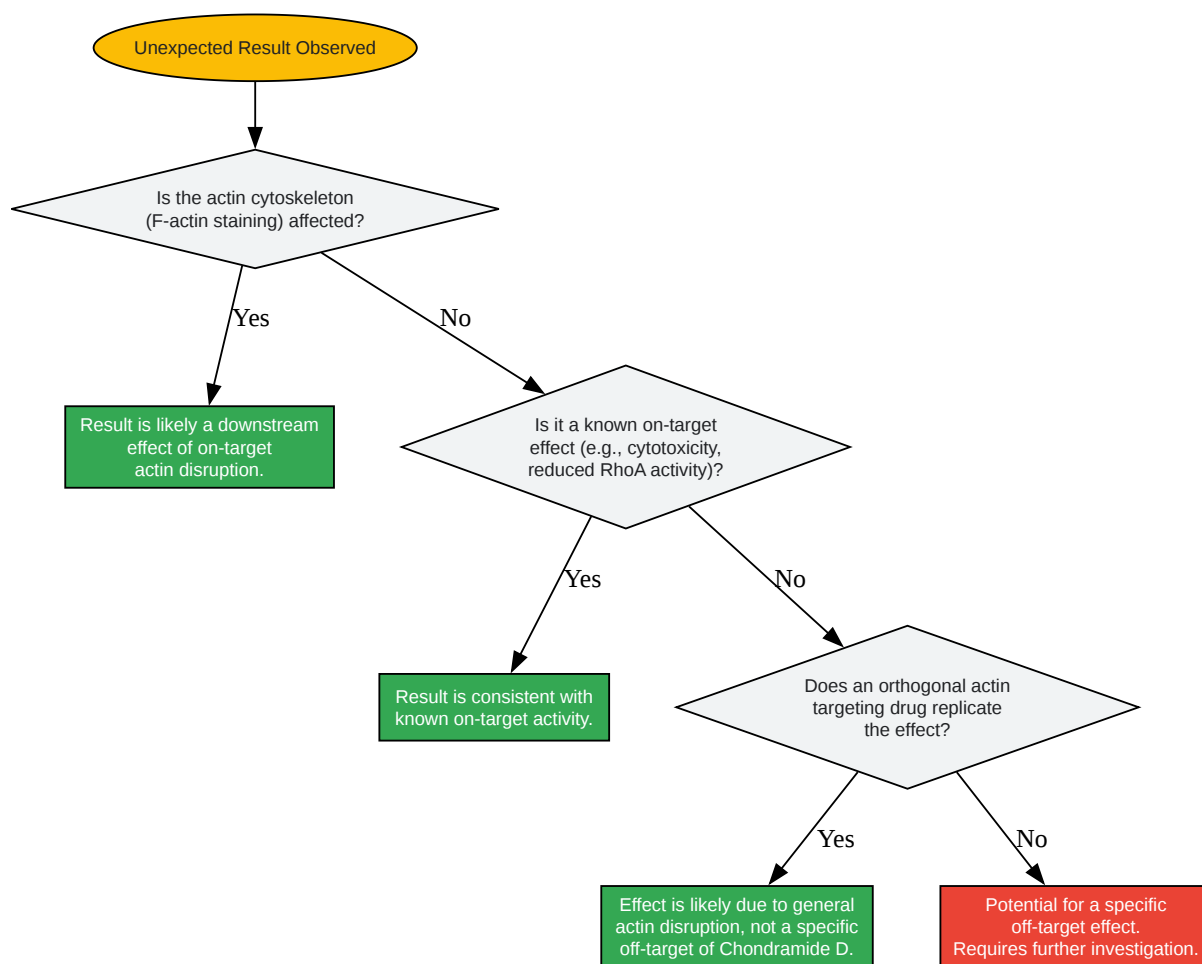 Unexpected Result Observed
Is the actin cytoskeleton
(F-actin staining) affected?
Yes
No
Result is likely a downstream
effect of on-target
actin disruption.
Is it a known on-target
effect (e.g., cytotoxicity,
reduced RhoA activity)?
Yes
No
Result is consistent with
known on-target activity.
Does an orthogonal actin
targeting drug replicate
the effect?
Yes
No
Effect is likely due to general
actin disruption, not a specific
off-target of Chondramide D.
Potential for a specific
off-target effect.
Requires further investigation.